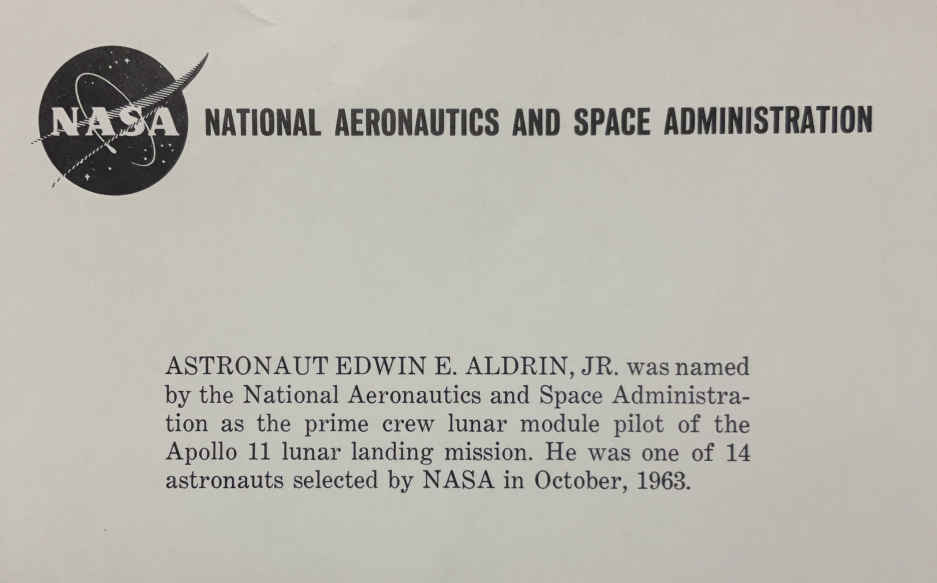 NASA NATIONAL AERONAUTICS AND SPACE ADMINISTRATION
ASTRONAUT EDWIN E. ALDRIN, JR. was named
by the National Aeronautics and Space Administra-
tion as the prime crew lunar module pilot of the
Apollo 11 lunar landing mission. He was one of 14
astronauts selected by NASA in October, 1963.